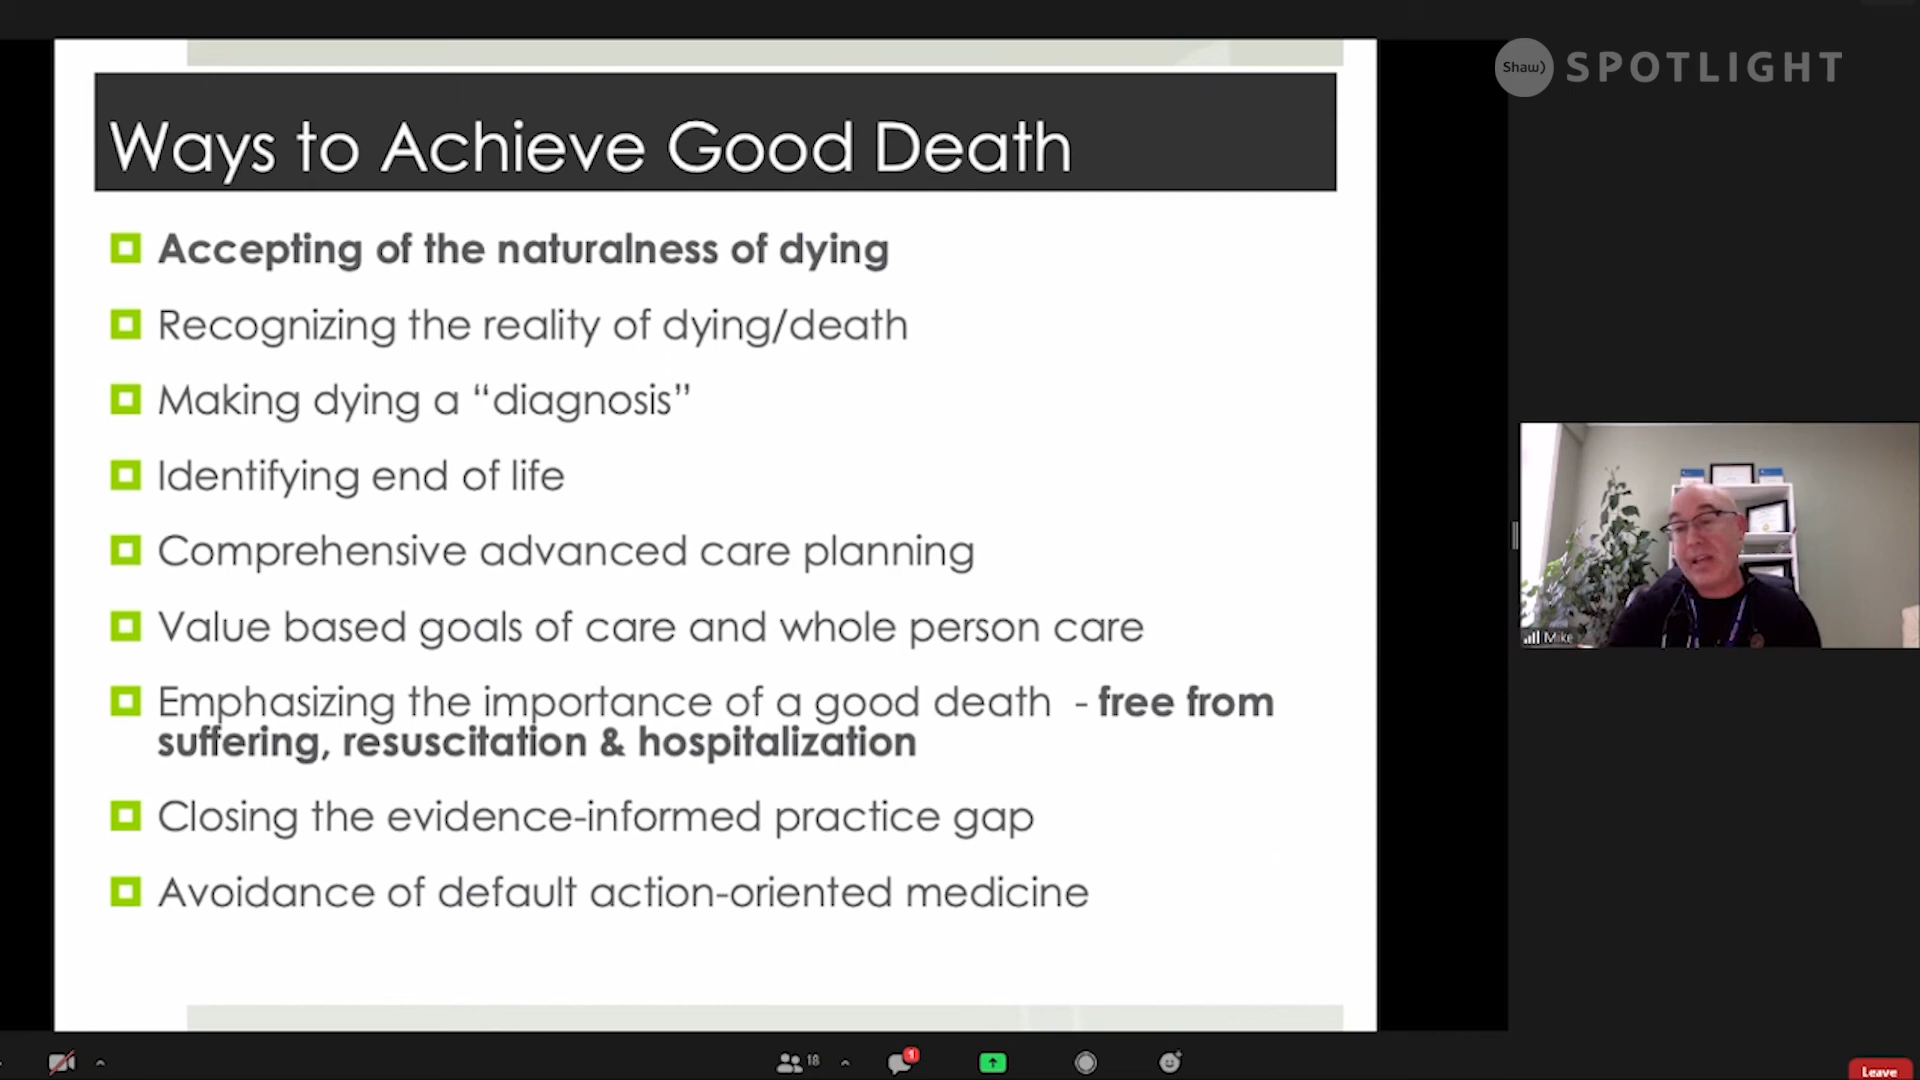 Shaw) SPOTLIGHT
Ways to Achieve Good Death
Accepting of the naturalness of dying
Recognizing the reality of dying/death
Making dying a “diagnosis”
Identifying end of life
Comprehensive advanced care planning
Value based goals of care and whole person care
Emphasizing the importance of a good death - free from
suffering, resuscitation & hospitalization
Closing the evidence-informed practice gap
Avoidance of default action-oriented medicine
Mike
18
1
Leave